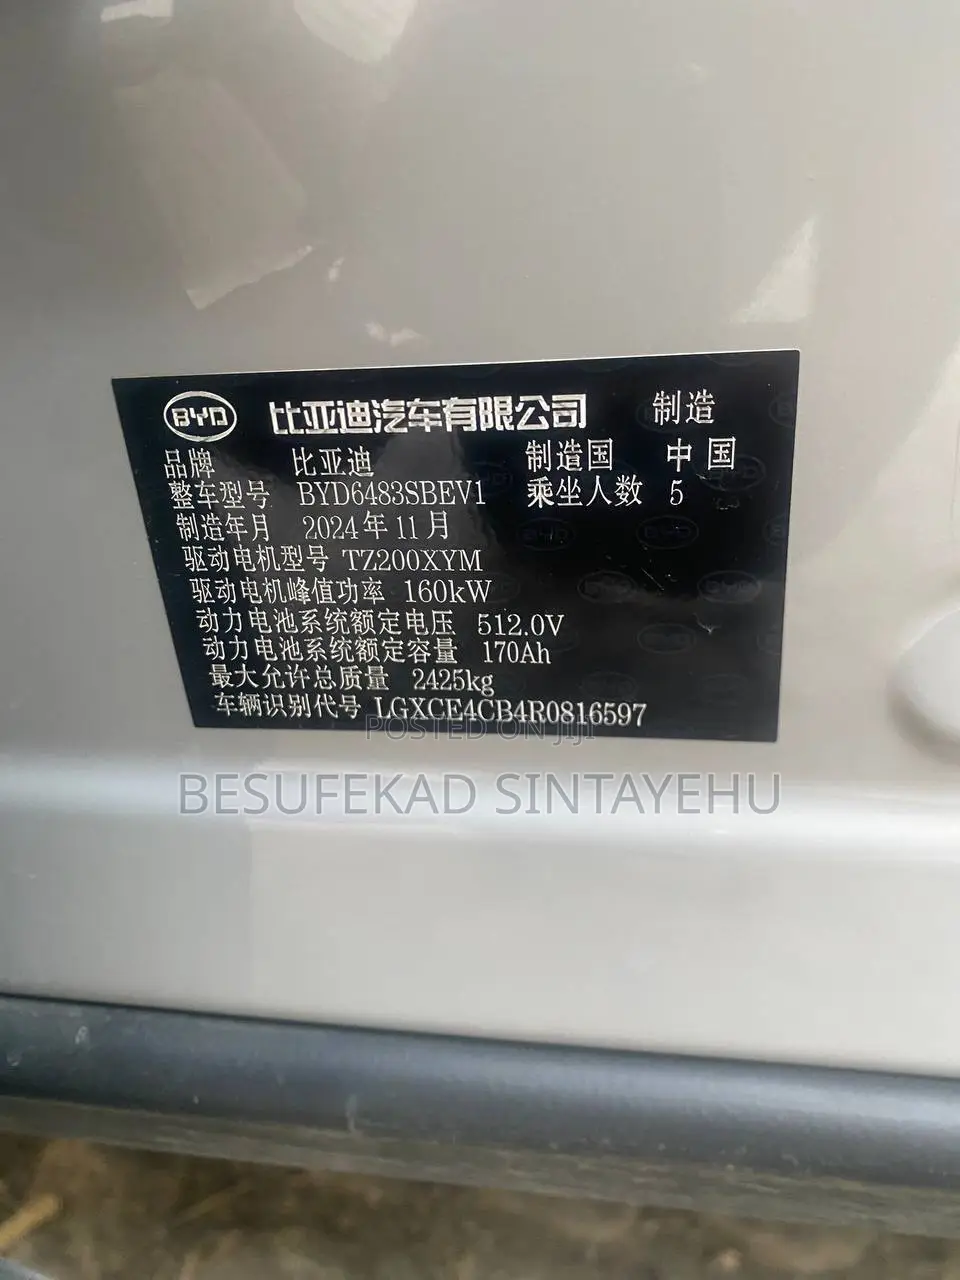 BYD 比亚迪汽车有限公司 制造
品牌 比亚迪 制造国 中国
整车型号 BYD6483SBEV1 乘坐人数 5
制造年月 2024年11月
驱动电机型号 TZ200XYM
驱动电机峰值功率 160kW
动力电池系统额定电压 512.0V
动力电池系统额定容量 170Ah
最大允许总质量 2425kg
车辆识别代号 LGXCE4CB4R0816597
POSTED ON JIJI
BESUFEKAD SINTAYEHU